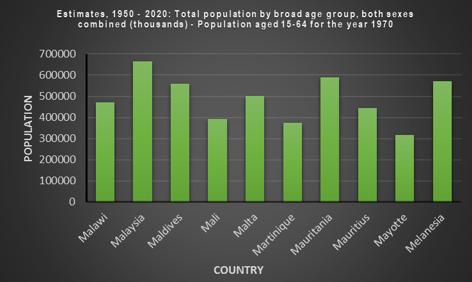 Estimates, 1950 - 2020: Total population by broad age group, both sexes
combined (thousands) - Population aged 15-64 for the year 1970
700000
600000
500000
400000
300000
200000
100000
0
POPULATION
Malawi
Malaysia
Maldives
Mali
Malta
Martinique
Mauritania
Mauritius
Mayotte
Melanesia
COUNTRY